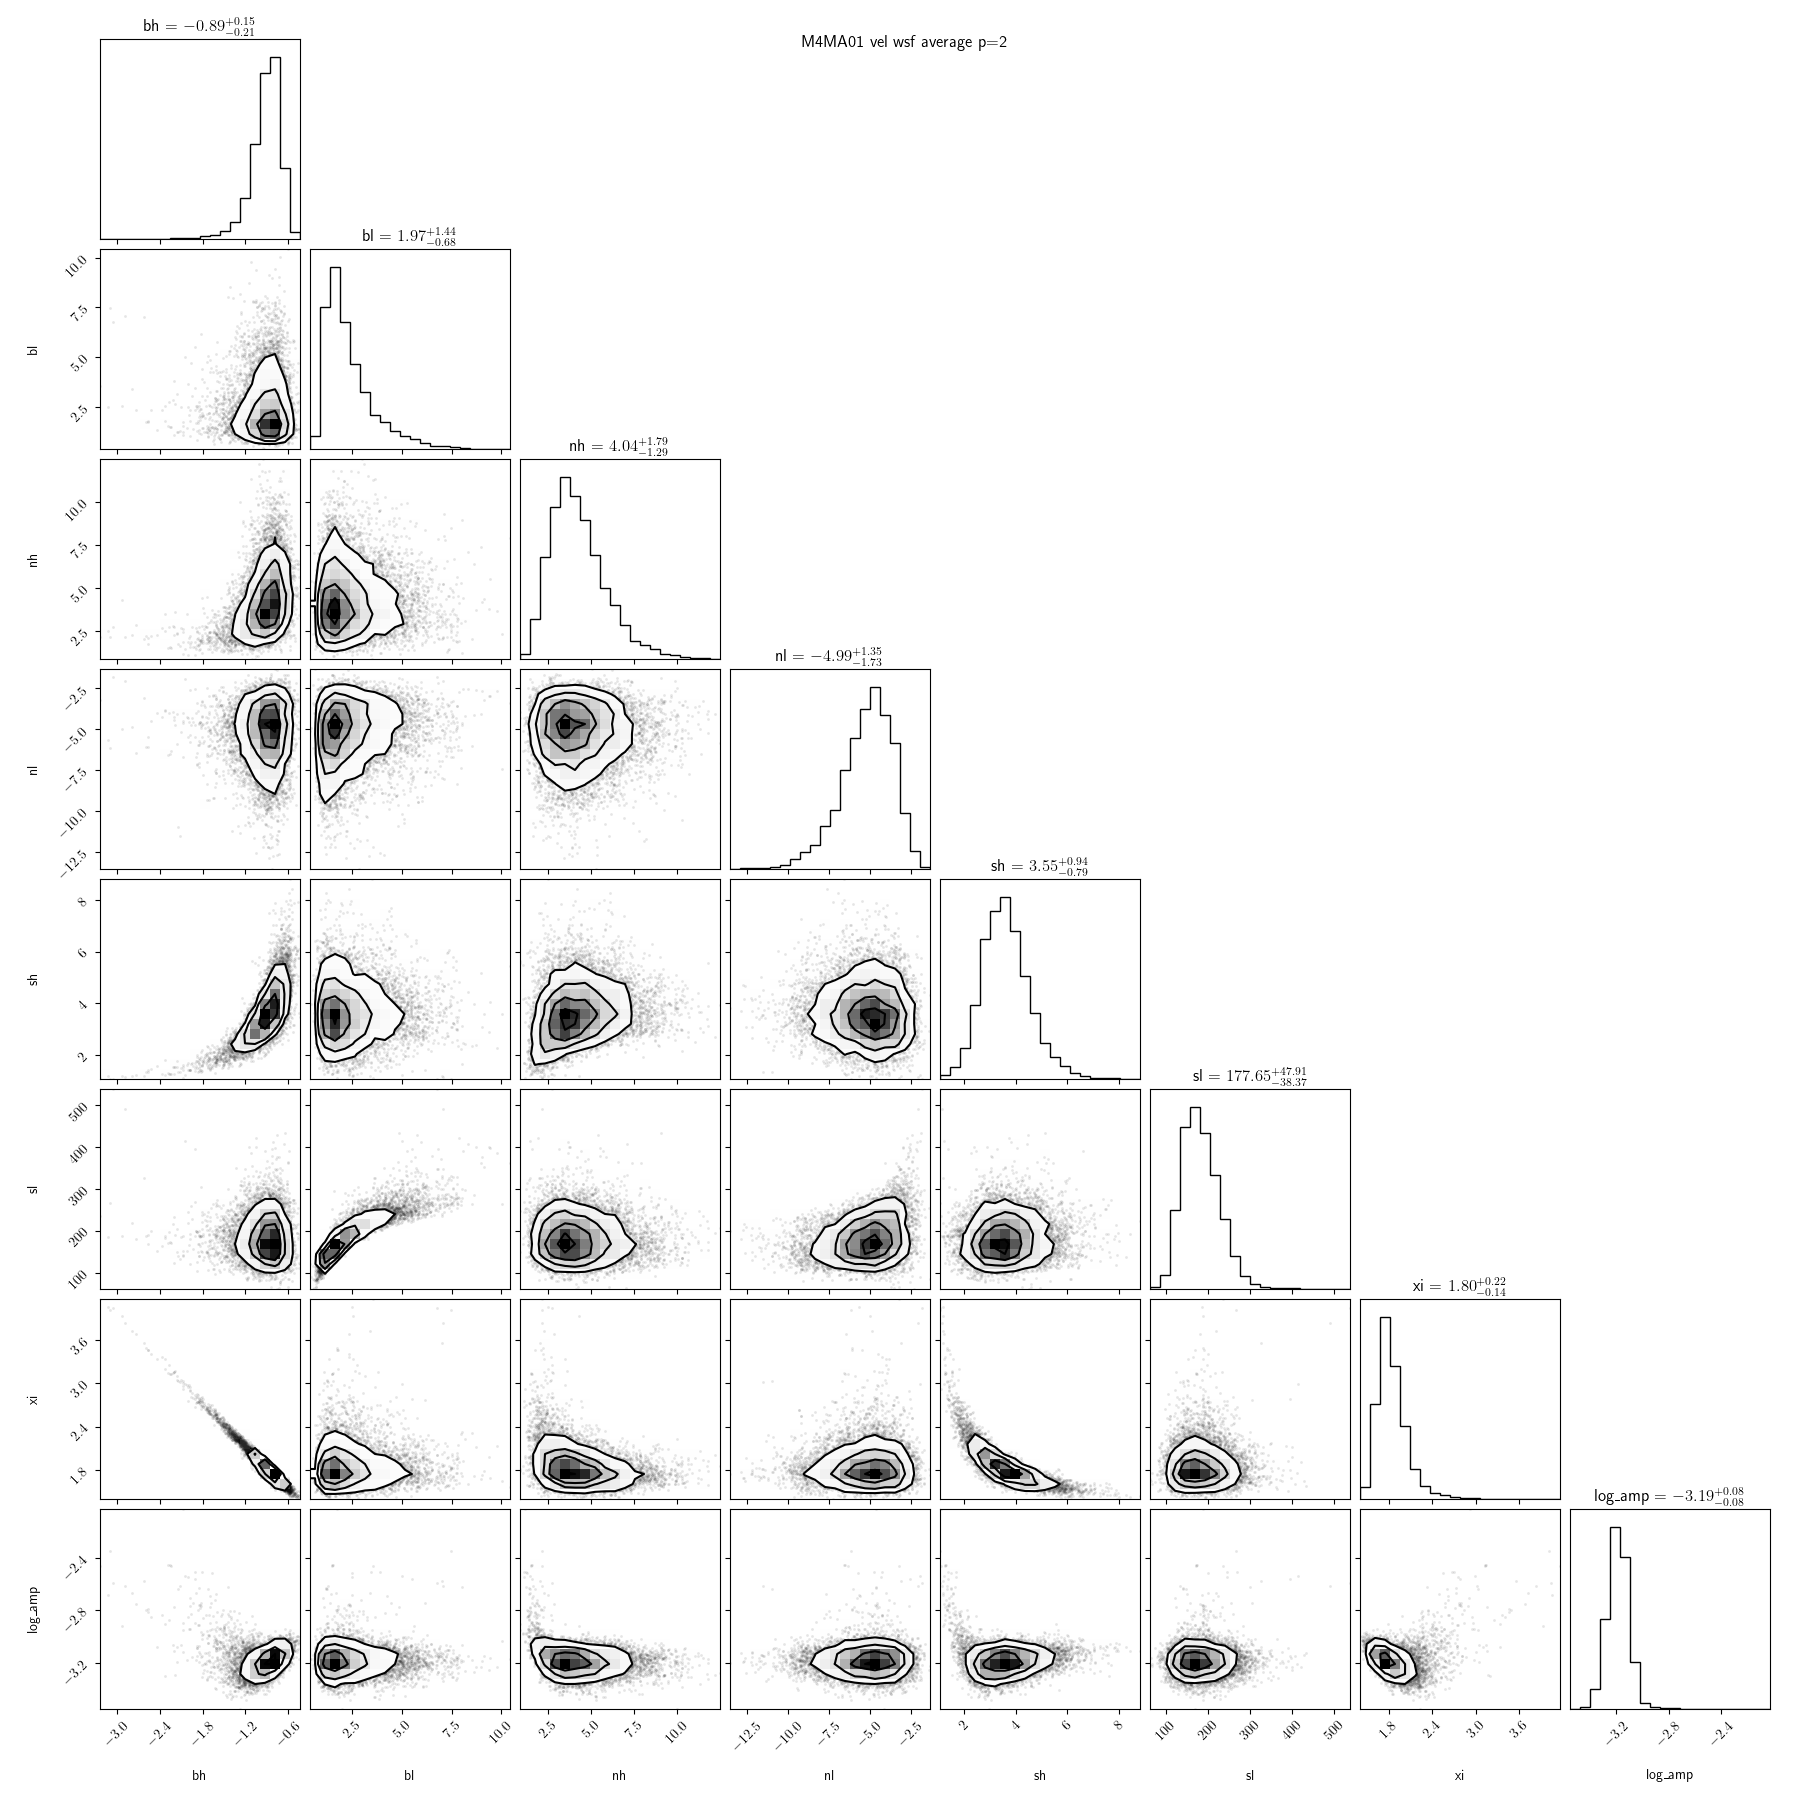 M4MA01 vel wsf average p=2
bh = −0.89 +0.15 −0.21
bl = 1.97 +1.44 −0.68
nh = 4.04 +1.79 −1.29
nl = −4.99 +1.35 −1.73
sh = 3.55 +0.94 −0.79
sl = 177.65 +47.91 −38.37
xi = 1.80 +0.22 −0.14
log_amp = −3.19 +0.08 −0.08
10.0
7.5
5.0
2.5
bl
10.0
7.5
5.0
2.5
nh
−2.5
−5.0
−7.5
−10.0
−12.5
nl
8
6
4
2
sh
500
400
300
200
100
sl
3.6
3.0
2.4
1.8
xi
−2.4
−2.8
−3.2
log_amp
−3.0 −2.4 −1.8 −1.2 −0.6
2.5 5.0 7.5 10.0
2.5 5.0 7.5 10.0
−12.5 −10.0 −7.5 −5.0 −2.5
2 4 6 8
100 200 300 400 500
1.8 2.4 3.0 3.6
−3.2 −2.8 −2.4
bh bl nh nl sh sl xi log_amp